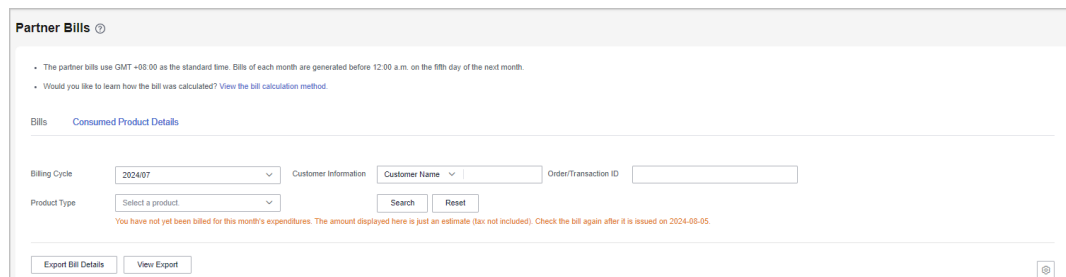 Partner Bills
The partner bills use GMT +08:00 as the standard time. Bills of each month are generated before 12:00 a.m. on the fifth day of the next month.
Would you like to learn how the bill was calculated? View the bill calculation method.
Bills Consumed Product Details
Billing Cycle 2024/07 Customer Information Customer Name Order/Transaction ID
Product Type Select a product. Search Reset
You have not yet been billed for this month's expenditures. The amount displayed here is just an estimate (tax not included). Check the bill again after it is issued on 2024-08-05.
Export Bill Details View Export